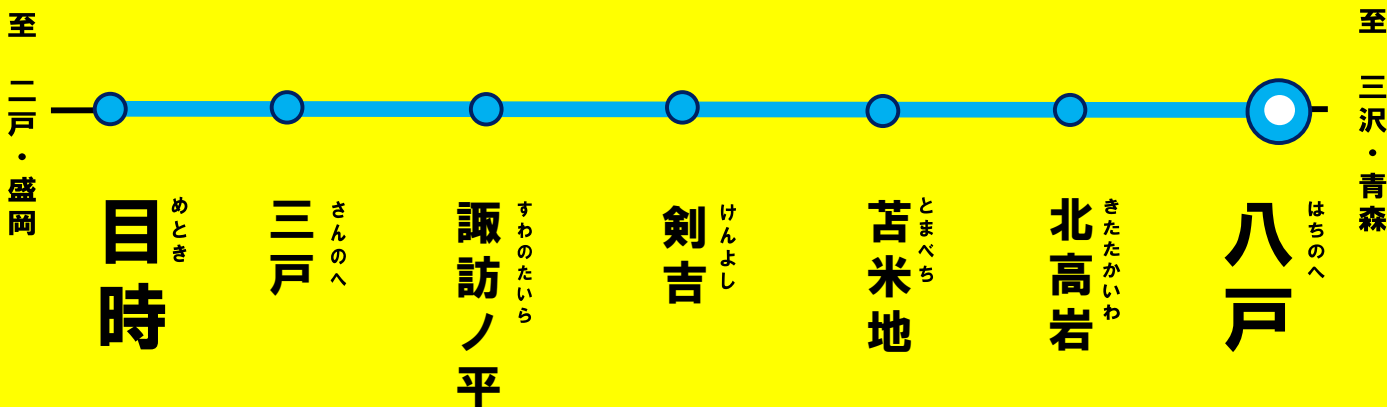 至 二戸・盛岡
目時
めとき
三戸
さんのへ
諏訪ノ平
すわのたいら
剣吉
けんよし
苫米地
とまべち
北高岩
きたたかいわ
八戸
はちのへ
至 三沢・青森